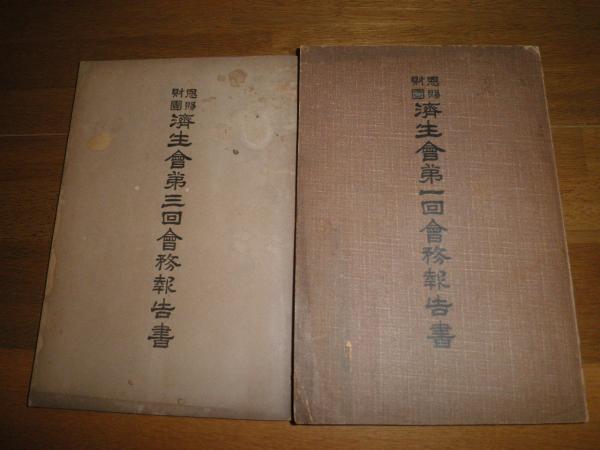 恩賜
財團
濟生會第三回會務報告書
恩賜
財團
濟生會第一回會務報告書